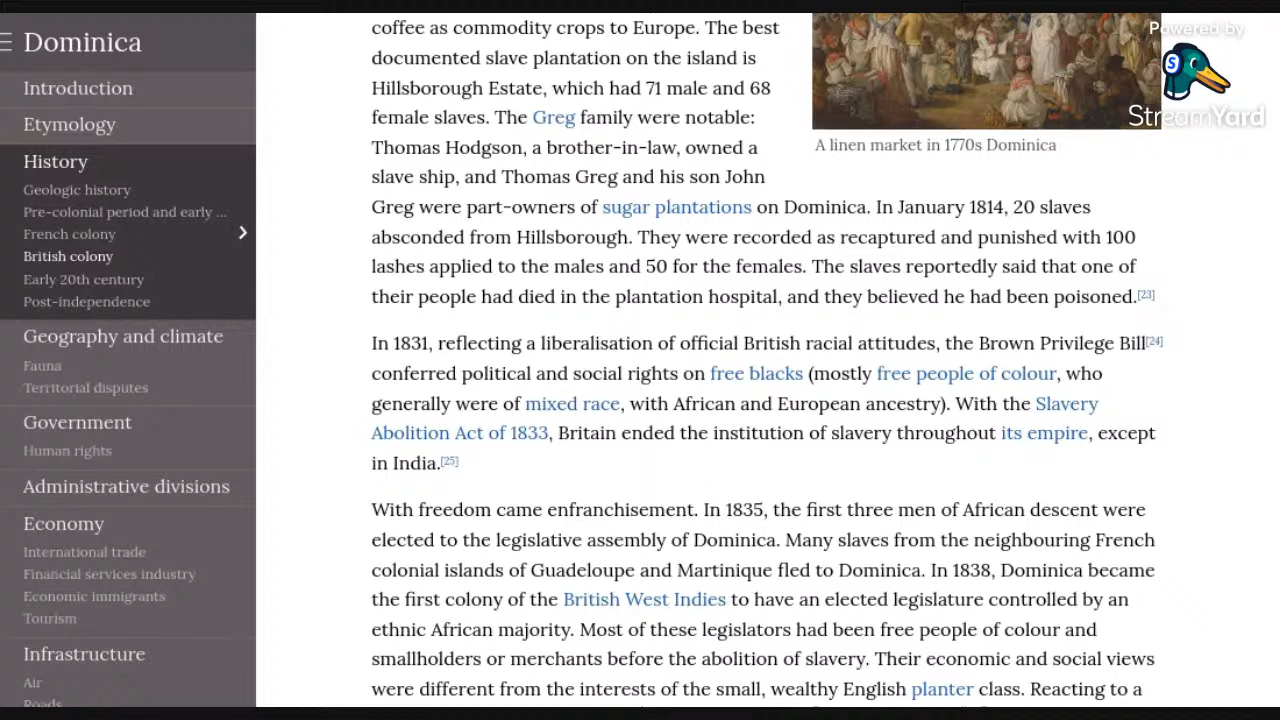 Dominica
Introduction
Etymology
History
Geologic history
Pre-colonial period and early ...
French colony
British colony
Early 20th century
Post-independence
Geography and climate
Fauna
Territorial disputes
Government
Human rights
Administrative divisions
Economy
International trade
Financial services industry
Economic immigrants
Tourism
Infrastructure
Air
Roads
coffee as commodity crops to Europe. The best
documented slave plantation on the island is
Hillsborough Estate, which had 71 male and 68
female slaves. The Greg family were notable:
Thomas Hodgson, a brother-in-law, owned a
slave ship, and Thomas Greg and his son John
Greg were part-owners of sugar plantations on Dominica. In January 1814, 20 slaves
absconded from Hillsborough. They were recorded as recaptured and punished with 100
lashes applied to the males and 50 for the females. The slaves reportedly said that one of
their people had died in the plantation hospital, and they believed he had been poisoned.[23]
In 1831, reflecting a liberalisation of official British racial attitudes, the Brown Privilege Bill[24]
conferred political and social rights on free blacks (mostly free people of colour, who
generally were of mixed race, with African and European ancestry). With the Slavery
Abolition Act of 1833, Britain ended the institution of slavery throughout its empire, except
in India.[25]
With freedom came enfranchisement. In 1835, the first three men of African descent were
elected to the legislative assembly of Dominica. Many slaves from the neighbouring French
colonial islands of Guadeloupe and Martinique fled to Dominica. In 1838, Dominica became
the first colony of the British West Indies to have an elected legislature controlled by an
ethnic African majority. Most of these legislators had been free people of colour and
smallholders or merchants before the abolition of slavery. Their economic and social views
were different from the interests of the small, wealthy English planter class. Reacting to a
A linen market in 1770s Dominica
Powered by
S
StreamYard